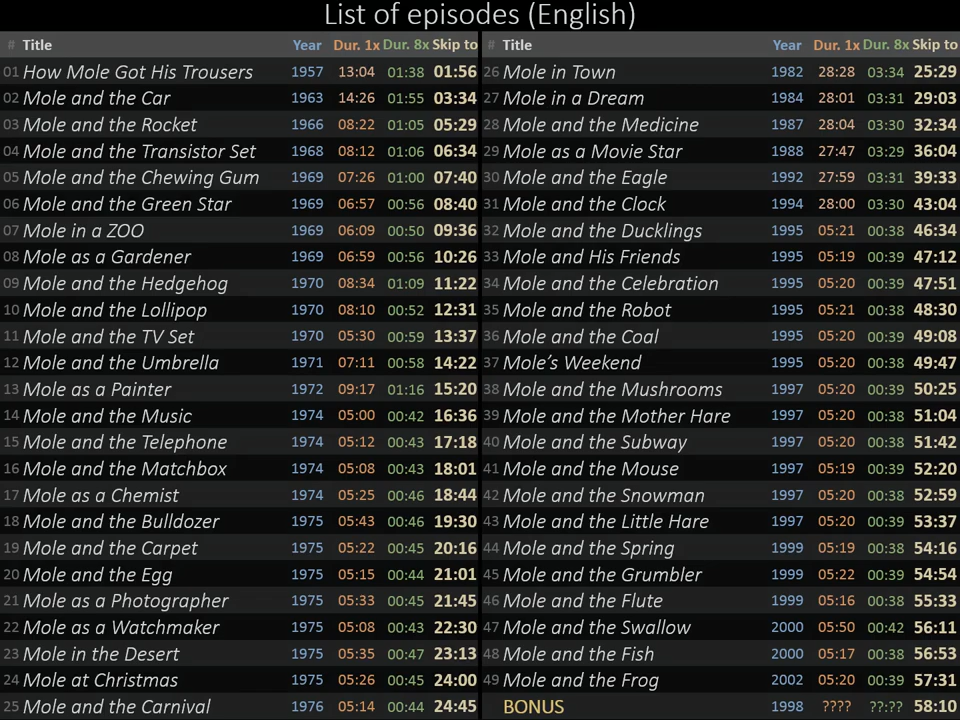 List of episodes (English)
# Title Year Dur. 1x Dur. 8x Skip to
01 How Mole Got His Trousers 1957 13:04 01:38 01:56
02 Mole and the Car 1963 14:26 01:55 03:34
03 Mole and the Rocket 1966 08:22 01:05 05:29
04 Mole and the Transistor Set 1968 08:12 01:06 06:34
05 Mole and the Chewing Gum 1969 07:26 01:00 07:40
06 Mole and the Green Star 1969 06:57 00:56 08:40
07 Mole in a ZOO 1969 06:09 00:50 09:36
08 Mole as a Gardener 1969 06:59 00:56 10:26
09 Mole and the Hedgehog 1970 08:34 01:09 11:22
10 Mole and the Lollipop 1970 08:10 00:52 12:31
11 Mole and the TV Set 1970 05:30 00:59 13:37
12 Mole and the Umbrella 1971 07:11 00:58 14:22
13 Mole as a Painter 1972 09:17 01:16 15:20
14 Mole and the Music 1974 05:00 00:42 16:36
15 Mole and the Telephone 1974 05:12 00:43 17:18
16 Mole and the Matchbox 1974 05:08 00:43 18:01
17 Mole as a Chemist 1974 05:25 00:46 18:44
18 Mole and the Bulldozer 1975 05:43 00:46 19:30
19 Mole and the Carpet 1975 05:22 00:45 20:16
20 Mole and the Egg 1975 05:15 00:44 21:01
21 Mole as a Photographer 1975 05:33 00:45 21:45
22 Mole as a Watchmaker 1975 05:08 00:43 22:30
23 Mole in the Desert 1975 05:35 00:47 23:13
24 Mole at Christmas 1975 05:26 00:45 24:00
25 Mole and the Carnival 1976 05:14 00:44 24:45
# Title Year Dur. 1x Dur. 8x Skip to
26 Mole in Town 1982 28:28 03:34 25:29
27 Mole in a Dream 1984 28:01 03:31 29:03
28 Mole and the Medicine 1987 28:04 03:30 32:34
29 Mole as a Movie Star 1988 27:47 03:29 36:04
30 Mole and the Eagle 1992 27:59 03:31 39:33
31 Mole and the Clock 1994 28:00 03:30 43:04
32 Mole and the Ducklings 1995 05:21 00:38 46:34
33 Mole and His Friends 1995 05:19 00:39 47:12
34 Mole and the Celebration 1995 05:20 00:39 47:51
35 Mole and the Robot 1995 05:21 00:38 48:30
36 Mole and the Coal 1995 05:20 00:39 49:08
37 Mole’s Weekend 1995 05:20 00:38 49:47
38 Mole and the Mushrooms 1997 05:20 00:39 50:25
39 Mole and the Mother Hare 1997 05:20 00:38 51:04
40 Mole and the Subway 1997 05:20 00:38 51:42
41 Mole and the Mouse 1997 05:19 00:39 52:20
42 Mole and the Snowman 1997 05:20 00:38 52:59
43 Mole and the Little Hare 1997 05:20 00:39 53:37
44 Mole and the Spring 1999 05:19 00:38 54:16
45 Mole and the Grumbler 1999 05:22 00:39 54:54
46 Mole and the Flute 1999 05:16 00:38 55:33
47 Mole and the Swallow 2000 05:50 00:42 56:11
48 Mole and the Fish 2000 05:17 00:38 56:53
49 Mole and the Frog 2002 05:20 00:39 57:31
BONUS 1998 ???? ??:?? 58:10